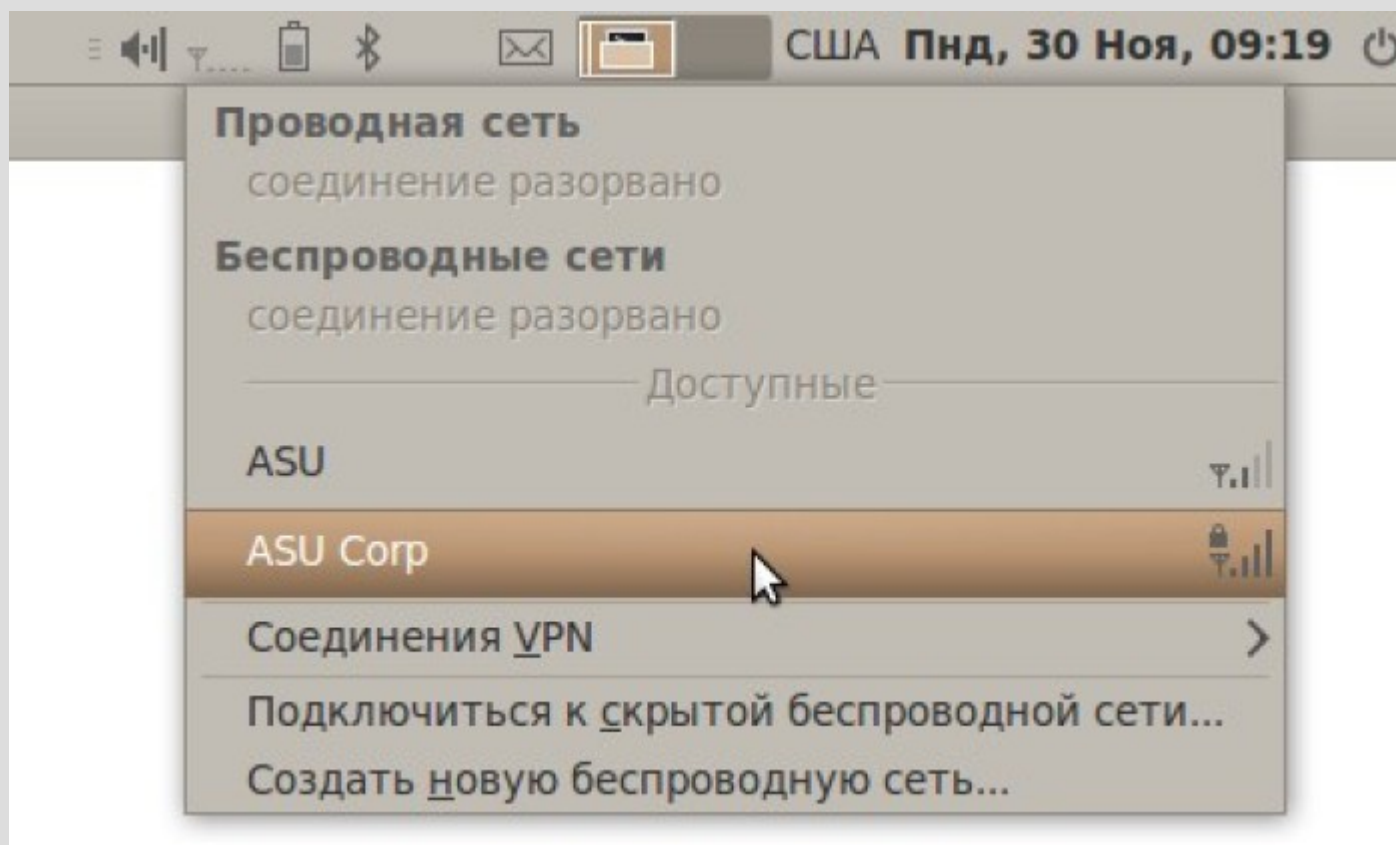 США Пнд, 30 Ноя, 09:19
Проводная сеть
соединение разорвано
Беспроводные сети
соединение разорвано
Доступные
ASU
ASU Corp
Соединения VPN
Подключиться к скрытой беспроводной сети...
Создать новую беспроводную сеть...